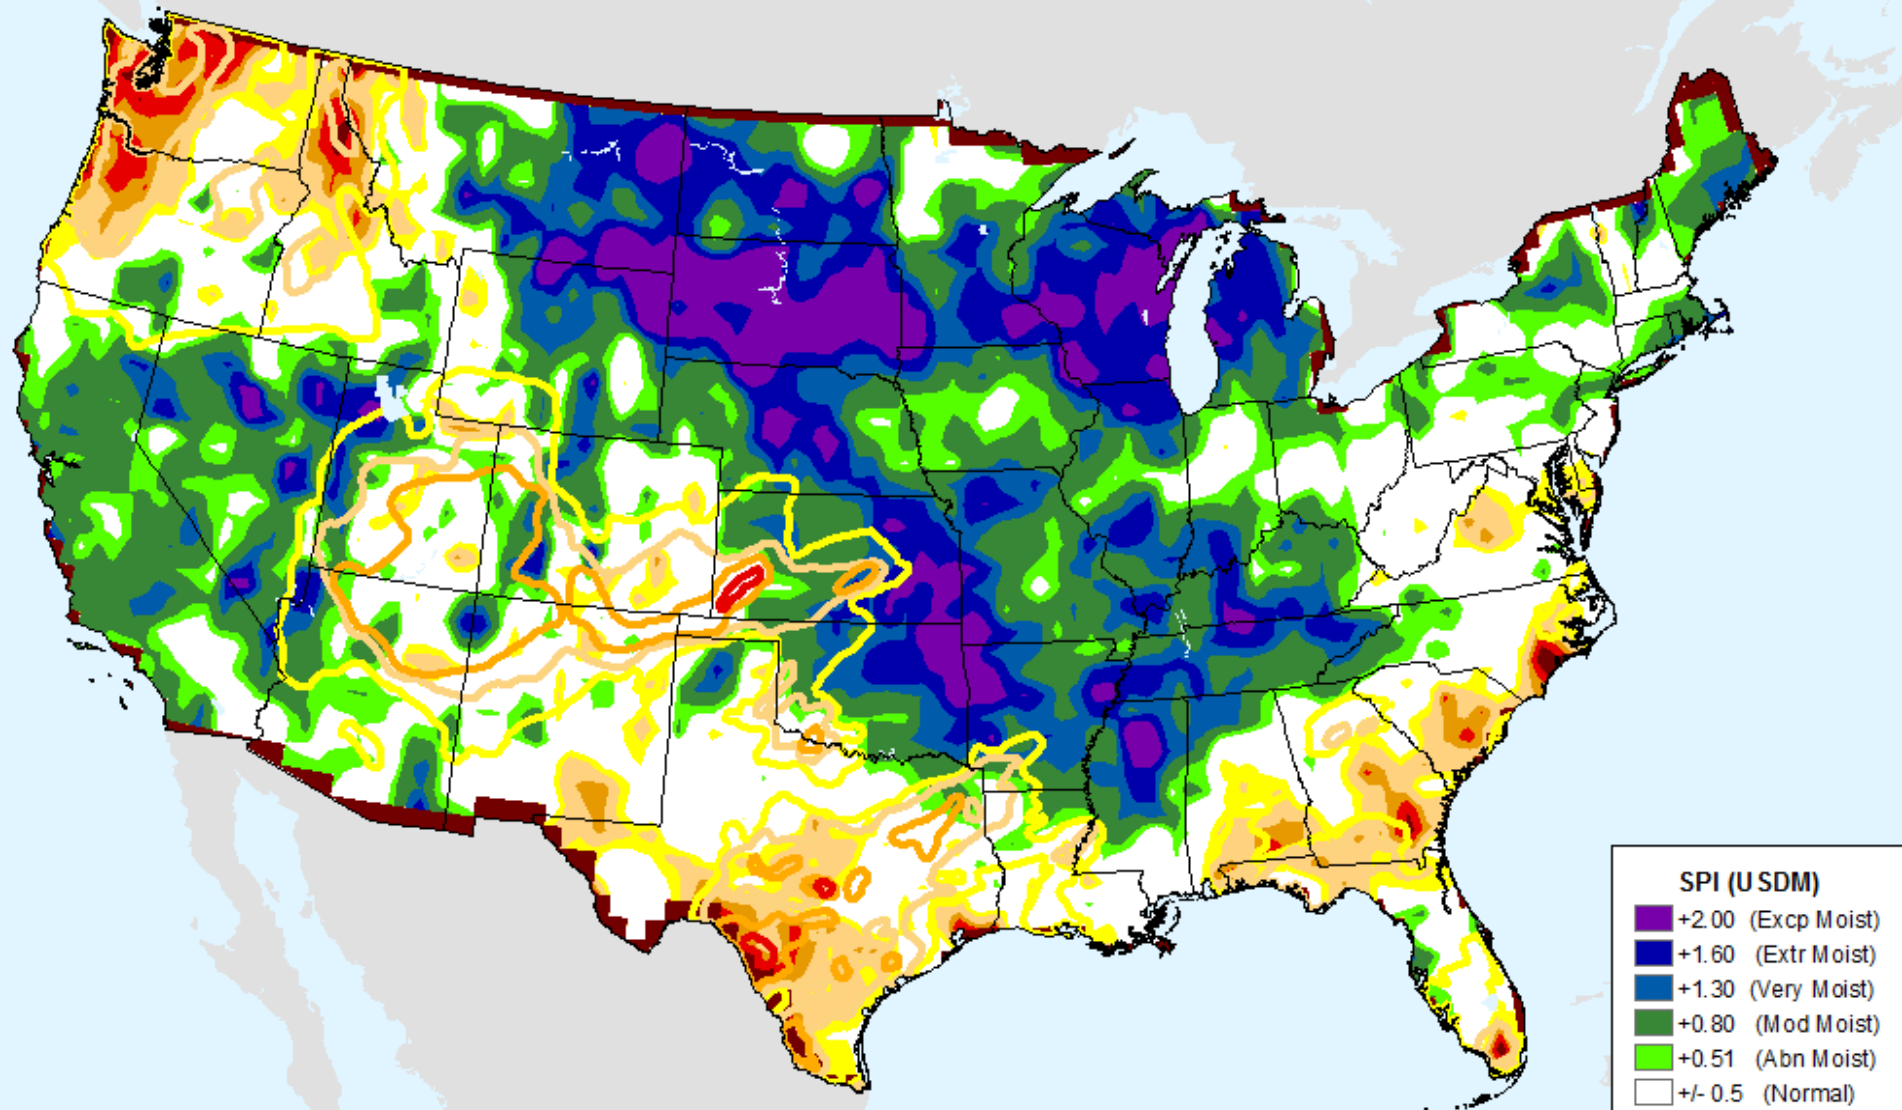 SPI (USDM)
+2.00 (Excp Moist)
+1.60 (Extr Moist)
+1.30 (Very Moist)
+0.80 (Mod Moist)
+0.51 (Abn Moist)
+/- 0.5 (Normal)